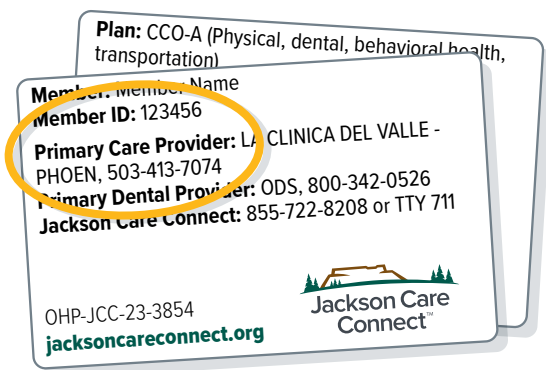 Plan: CCO-A (Physical, dental, behavioral health,
transportation)
Member: Member Name
Member ID: 123456
Primary Care Provider: LA CLINICA DEL VALLE -
PHOEN, 503-413-7074
Primary Dental Provider: ODS, 800-342-0526
Jackson Care Connect: 855-722-8208 or TTY 711
OHP-JCC-23-3854
jacksoncareconnect.org
Jackson Care
Connect™